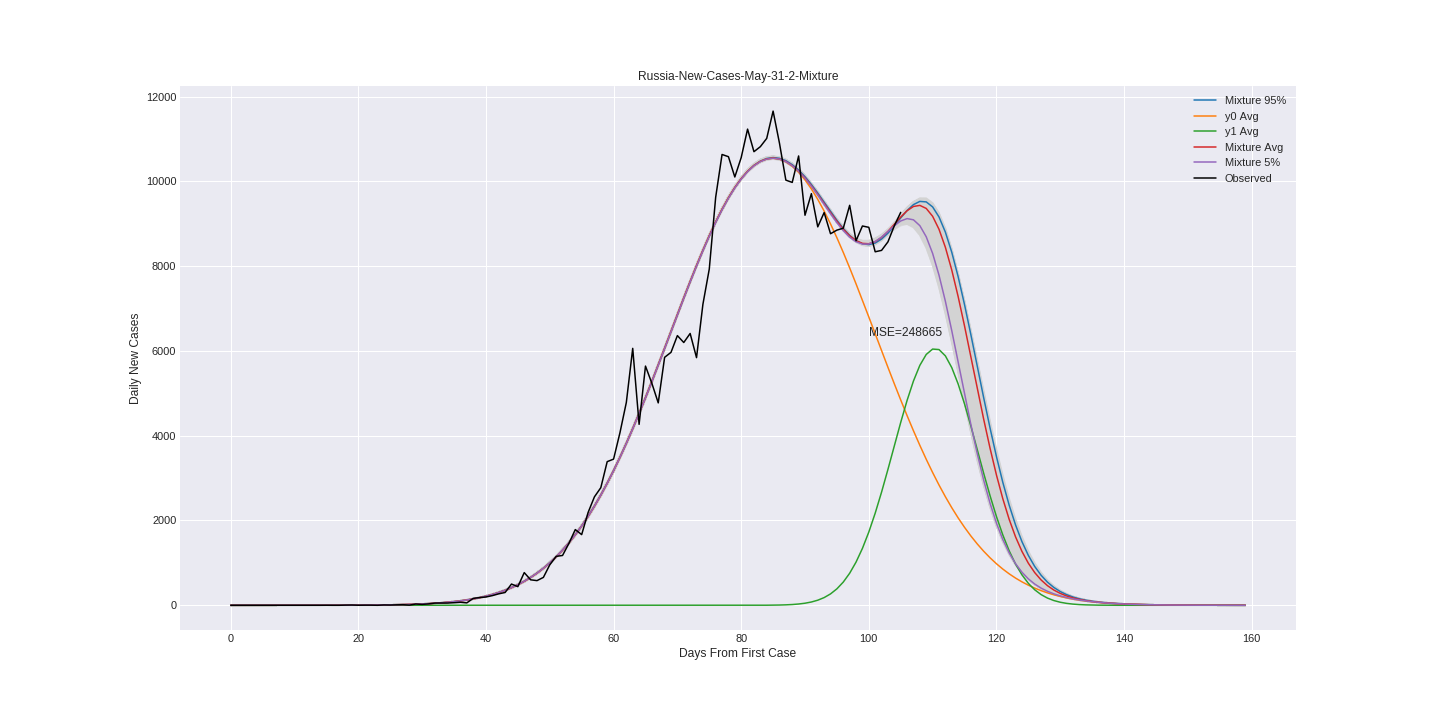 Russia-New-Cases-May-31-2-Mixture
12000
10000
8000
6000
4000
2000
0
Daily New Cases
Mixture 95%
y0 Avg
y1 Avg
Mixture Avg
Mixture 5%
Observed
MSE=248665
0 20 40 60 80 100 120 140 160
Days From First Case